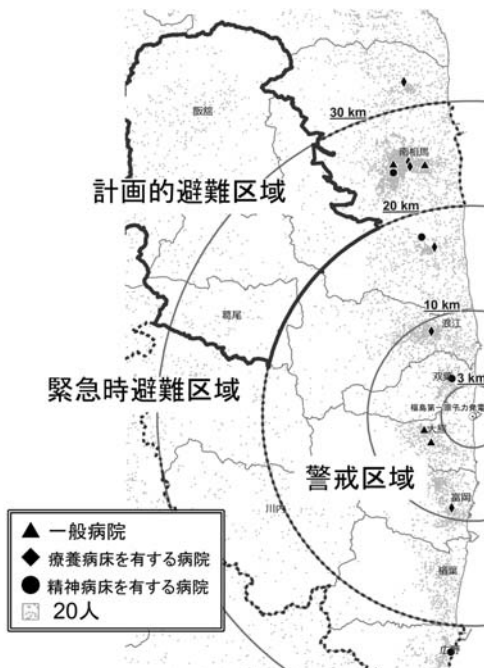 飯舘
30 km
南相馬
計画的避難区域
20 km
10 km
浪江
葛尾
双葉
3 km
緊急時避難区域
福島第一原子力発電
大熊
警戒区域
富岡
川内
▲ 一般病院
◆ 療養病床を有する病院
● 精神病床を有する病院
20人
楢葉
広野